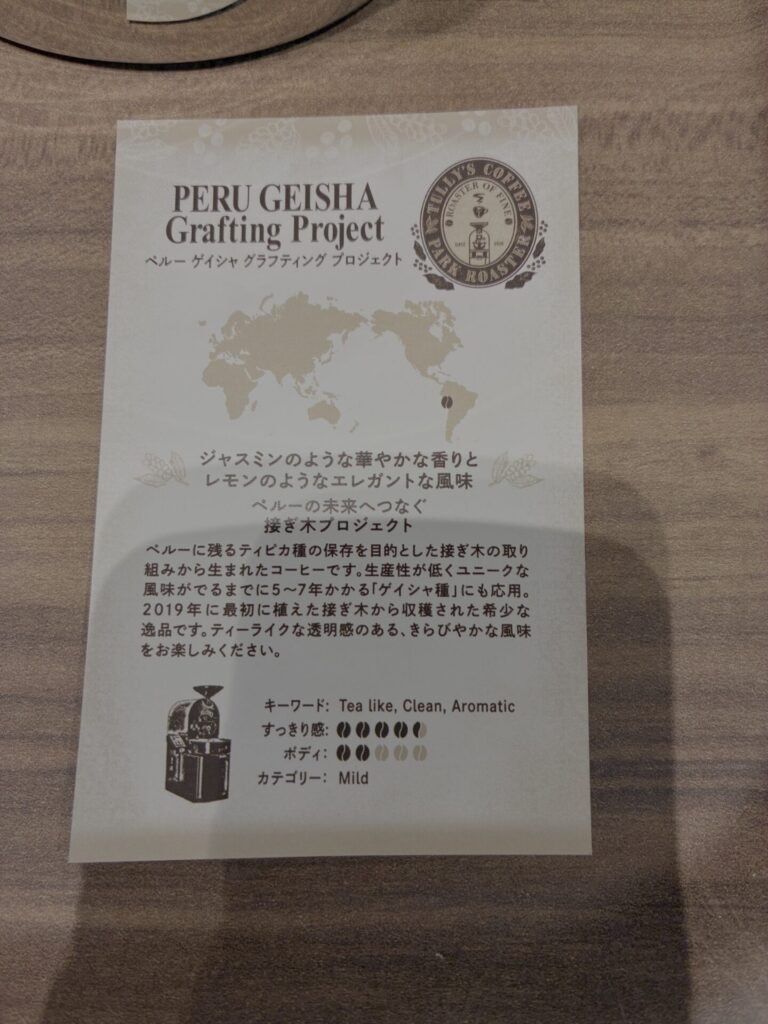 PERU GEISHA
Grafting Project
ペルー ゲイシャ グラフティング プロジェクト
TULLY'S COFFEE
ROASTER OF FINE
PARK ROASTER
ジャスミンのような華やかな香りと
レモンのようなエレガントな風味
ペルーの未来へつなぐ
接ぎ木プロジェクト
ペルーに残るティピカ種の保存を目的とした接ぎ木の取り
組みから生まれたコーヒーです。生産性が低くユニークな
風味がでるまでに5〜7年かかる「ゲイシャ種」にも応用。
2019年に最初に植えた接ぎ木から収穫された希少な
逸品です。ティーライクな透明感のある、きらびやかな風味
をお楽しみください。
キーワード: Tea like, Clean, Aromatic
すっきり感:
ボディ:
カテゴリー: Mild